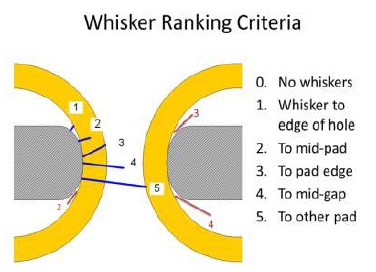 Whisker Ranking Criteria
1
2
3
4
5
3
2
4
0. No whiskers
1. Whisker to
edge of hole
2. To mid-pad
3. To pad edge
4. To mid-gap
5. To other pad